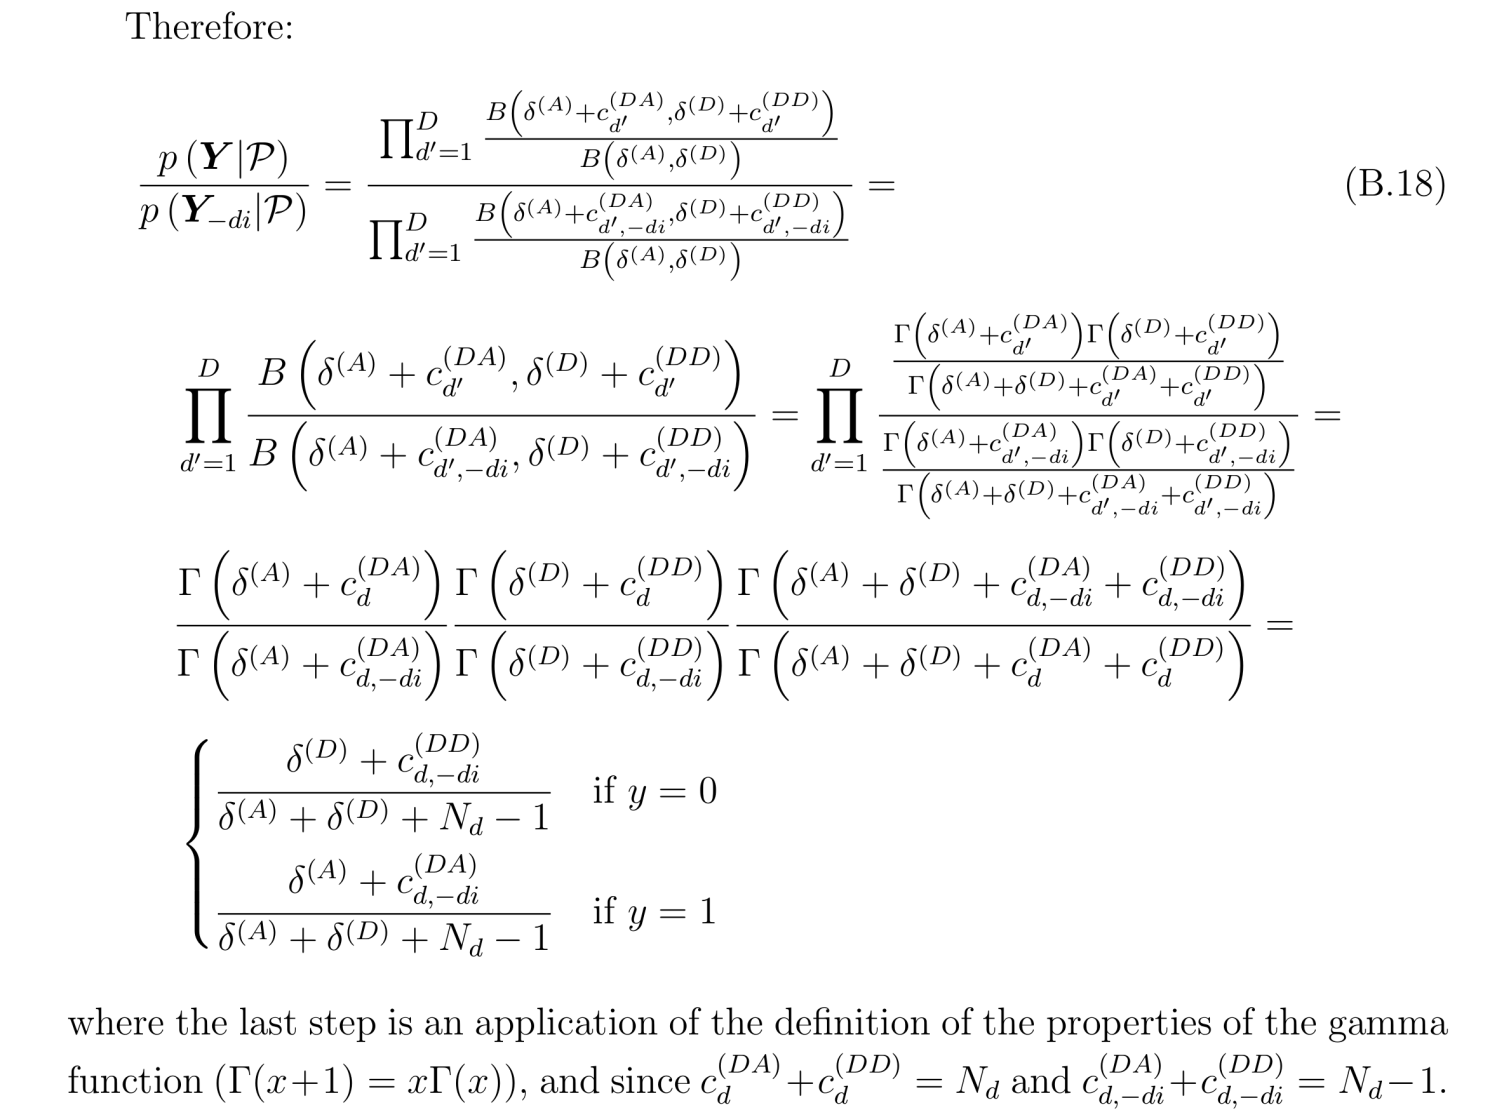 Therefore:
\frac{p(\boldsymbol{Y}|\mathcal{P})}{p(\boldsymbol{Y}_{-di}|\mathcal{P})} = \frac{\prod_{d'=1}^{D} \frac{B\left(\delta^{(A)}+c_{d'}^{(DA)},\delta^{(D)}+c_{d'}^{(DD)}\right)}{B\left(\delta^{(A)},\delta^{(D)}\right)}}{\prod_{d'=1}^{D} \frac{B\left(\delta^{(A)}+c_{d',-di}^{(DA)},\delta^{(D)}+c_{d',-di}^{(DD)}\right)}{B\left(\delta^{(A)},\delta^{(D)}\right)}} = (B.18)
\prod_{d'=1}^{D} \frac{B\left(\delta^{(A)}+c_{d'}^{(DA)},\delta^{(D)}+c_{d'}^{(DD)}\right)}{B\left(\delta^{(A)}+c_{d',-di}^{(DA)},\delta^{(D)}+c_{d',-di}^{(DD)}\right)} = \prod_{d'=1}^{D} \frac{\frac{\Gamma\left(\delta^{(A)}+c_{d'}^{(DA)}\right)\Gamma\left(\delta^{(D)}+c_{d'}^{(DD)}\right)}{\Gamma\left(\delta^{(A)}+\delta^{(D)}+c_{d'}^{(DA)}+c_{d'}^{(DD)}\right)}}{\frac{\Gamma\left(\delta^{(A)}+c_{d',-di}^{(DA)}\right)\Gamma\left(\delta^{(D)}+c_{d',-di}^{(DD)}\right)}{\Gamma\left(\delta^{(A)}+\delta^{(D)}+c_{d',-di}^{(DA)}+c_{d',-di}^{(DD)}\right)}} =
\frac{\Gamma\left(\delta^{(A)}+c_{d}^{(DA)}\right)}{\Gamma\left(\delta^{(A)}+c_{d,-di}^{(DA)}\right)} \frac{\Gamma\left(\delta^{(D)}+c_{d}^{(DD)}\right)}{\Gamma\left(\delta^{(D)}+c_{d,-di}^{(DD)}\right)} \frac{\Gamma\left(\delta^{(A)}+\delta^{(D)}+c_{d,-di}^{(DA)}+c_{d,-di}^{(DD)}\right)}{\Gamma\left(\delta^{(A)}+\delta^{(D)}+c_{d}^{(DA)}+c_{d}^{(DD)}\right)} =
\begin{cases} \frac{\delta^{(D)}+c_{d,-di}^{(DD)}}{\delta^{(A)}+\delta^{(D)}+N_d-1} & \text{if } y = 0 \\
\frac{\delta^{(A)}+c_{d,-di}^{(DA)}}{\delta^{(A)}+\delta^{(D)}+N_d-1} & \text{if } y = 1 \end{cases}
where the last step is an application of the definition of the properties of the gamma
function (\Gamma(x+1) = x\Gamma(x)), and since c_{d}^{(DA)}+c_{d}^{(DD)} = N_d and c_{d,-di}^{(DA)}+c_{d,-di}^{(DD)} = N_d-1.